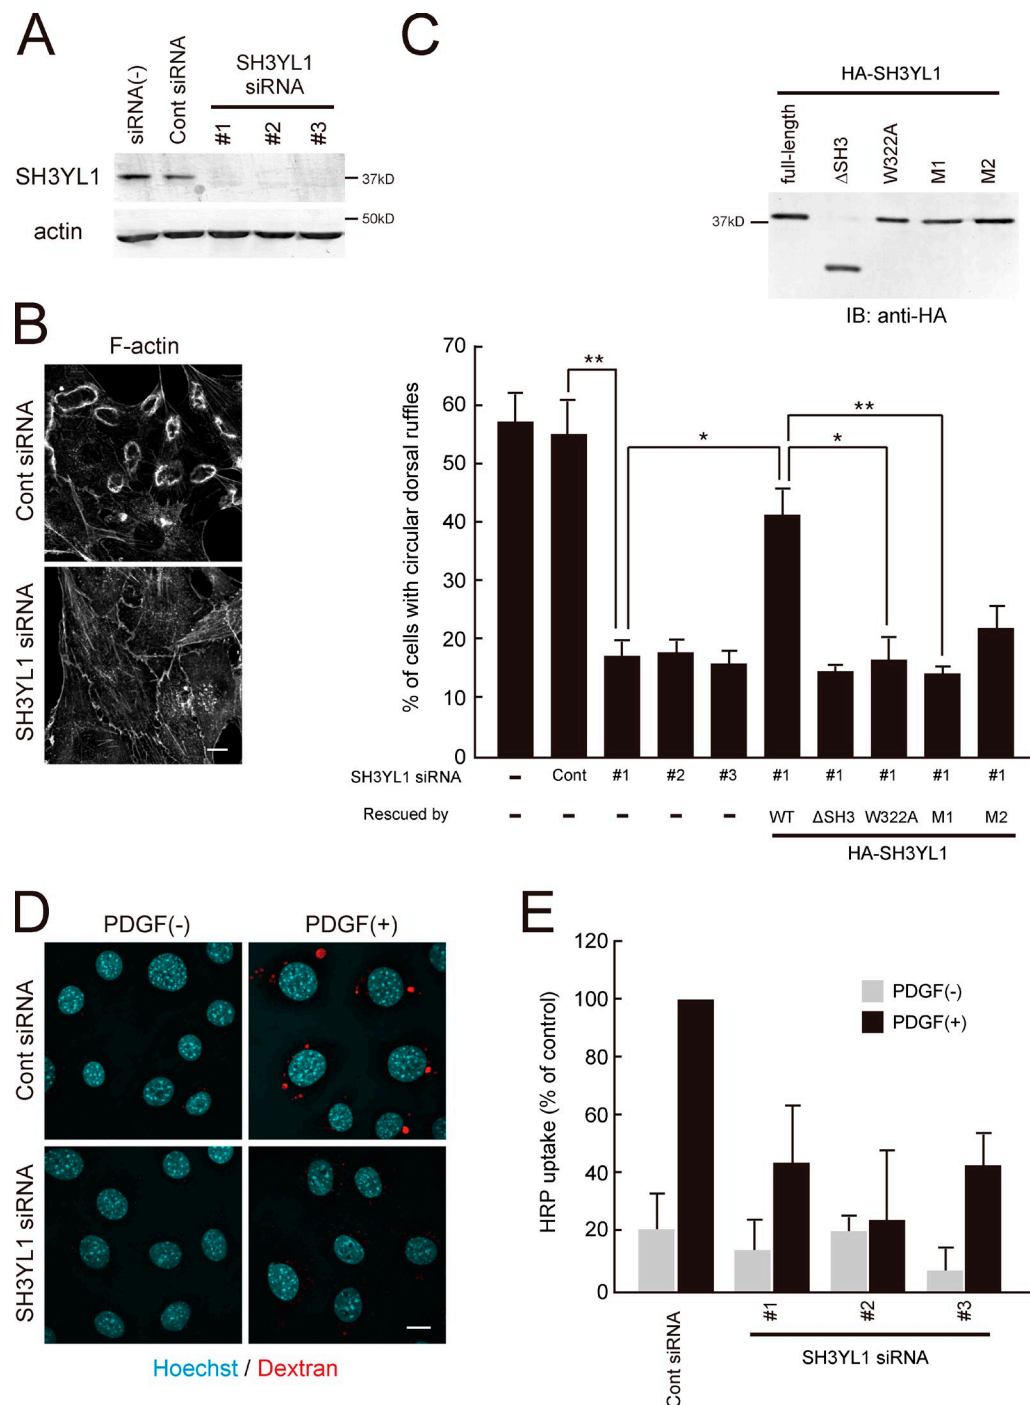 A
siRNA(-)
Cont siRNA
SH3YL1
siRNA
#1
#2
#3
SH3YL1
37kD
50kD
actin
C
HA-SH3YL1
full-length
ΔSH3
W322A
M1
M2
37kD
IB: anti-HA
B
F-actin
Cont siRNA
SH3YL1 siRNA
% of cells with circular dorsal ruffles
70
60
50
40
30
20
10
0
**
*
*
**
SH3YL1 siRNA – Cont #1 #2 #3 #1 #1 #1 #1 #1
Rescued by – – – – – WT ΔSH3 W322A M1 M2
HA-SH3YL1
D
PDGF(-) PDGF(+)
Cont siRNA
SH3YL1 siRNA
Hoechst / Dextran
E
HRP uptake (% of control)
120
100
80
60
40
20
0
PDGF(-)
PDGF(+)
Cont siRNA
#1
#2
#3
SH3YL1 siRNA